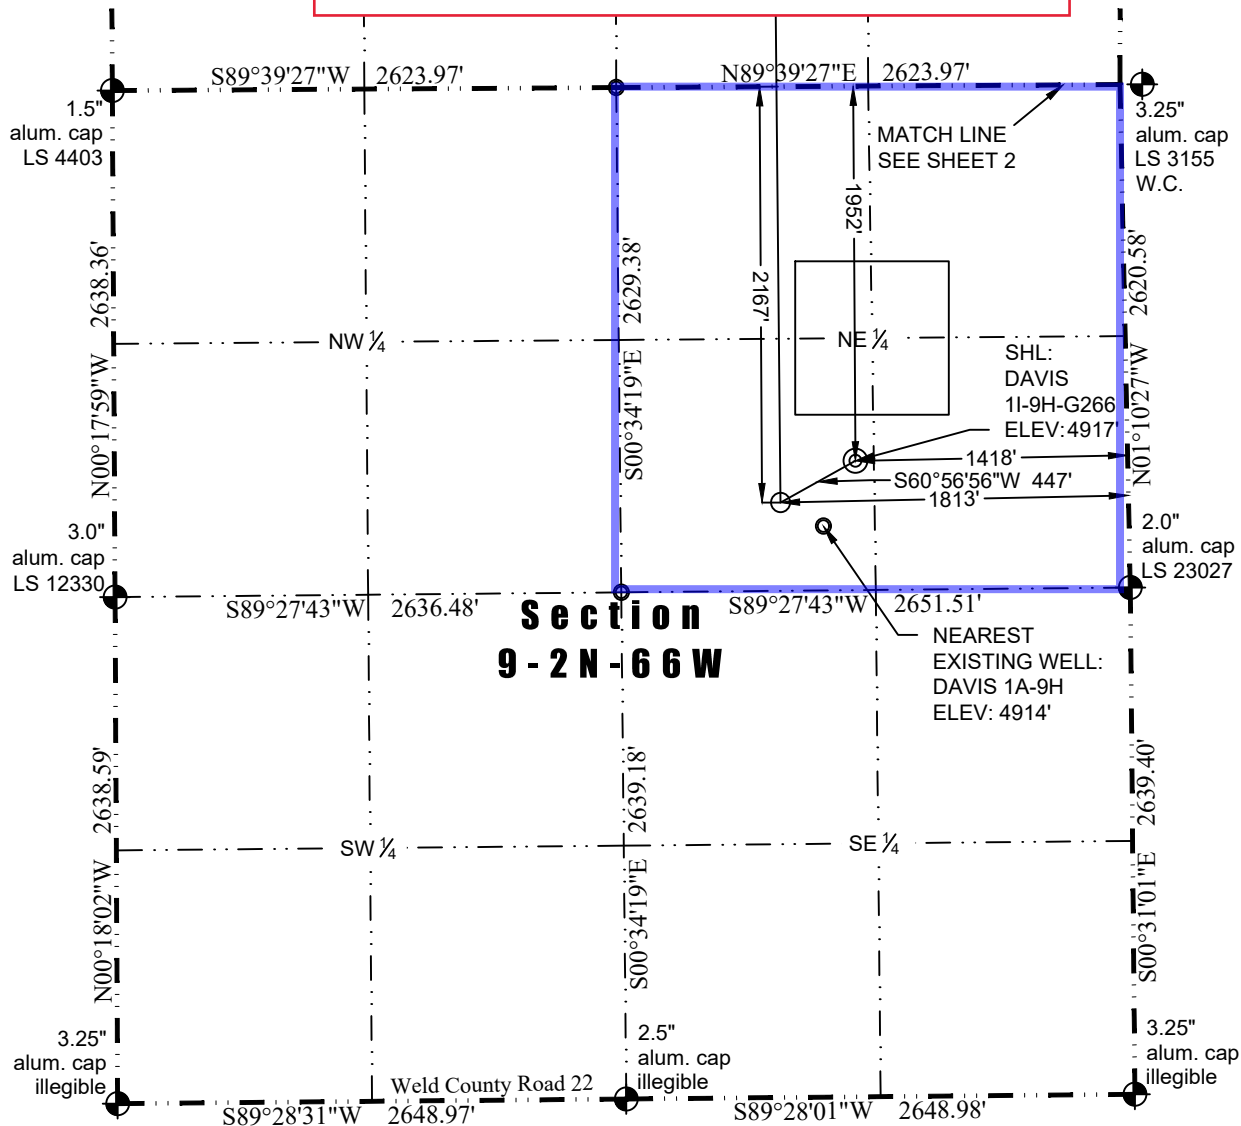 S89°39'27"W 2623.97'
N89°39'27"E 2623.97'
1.5"
alum. cap
LS 4403
MATCH LINE
SEE SHEET 2
3.25"
alum. cap
LS 3155
W.C.
N00°17'59"W 2638.36'
S00°34'19"E 2629.38'
2167'
1952'
N01°10'27"W 2620.58'
NW ¼
NE ¼
SHL:
DAVIS
1I-9H-G266
ELEV:4917'
1418'
S60°56'56"W 447'
1813'
3.0"
alum. cap
LS 12330
2.0"
alum. cap
LS 23027
S89°27'43"W 2636.48'
S89°27'43"W 2651.51'
Section
9-2N-66W
NEAREST
EXISTING WELL:
DAVIS 1A-9H
ELEV: 4914'
N00°18'02"W 2638.59'
S00°34'19"E 2639.18'
S00°31'01"E 2639.40'
SW ¼
SE ¼
3.25"
alum. cap
illegible
2.5"
alum. cap
illegible
3.25"
alum. cap
illegible
Weld County Road 22
S89°28'31"W 2648.97'
S89°28'01"W 2648.98'